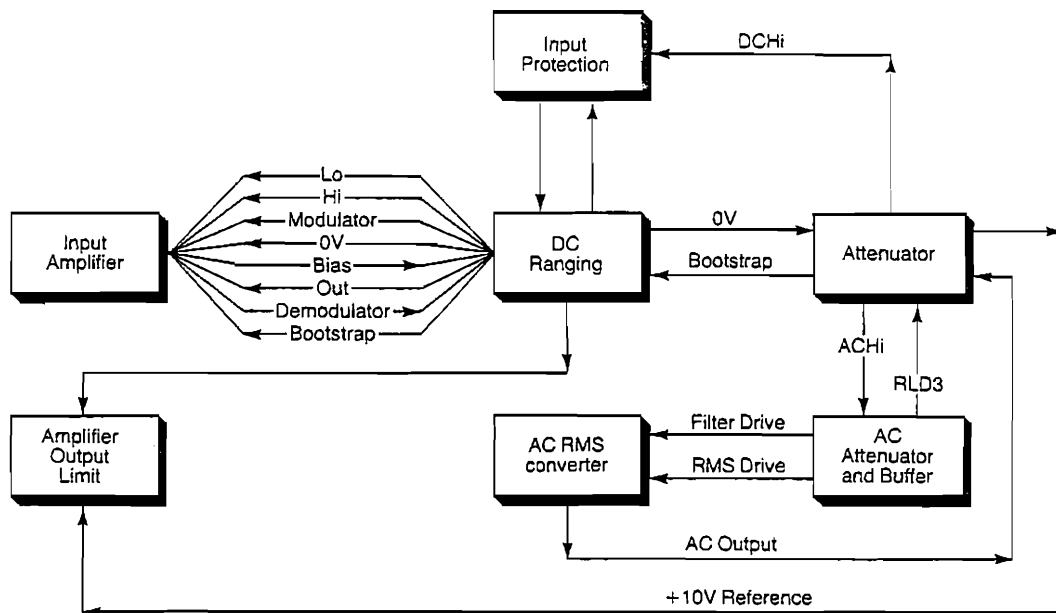 Input
Protection
DCHi
Lo
Hi
Modulator
0V
Bias
Out
Demodulator
Bootstrap
Input
Amplifier
DC
Ranging
0V
Bootstrap
Attenuator
ACHi
RLD3
Amplifier
Output
Limit
AC RMS
converter
Filter Drive
RMS Drive
AC
Attenuator
and Buffer
AC Output
+10V Reference